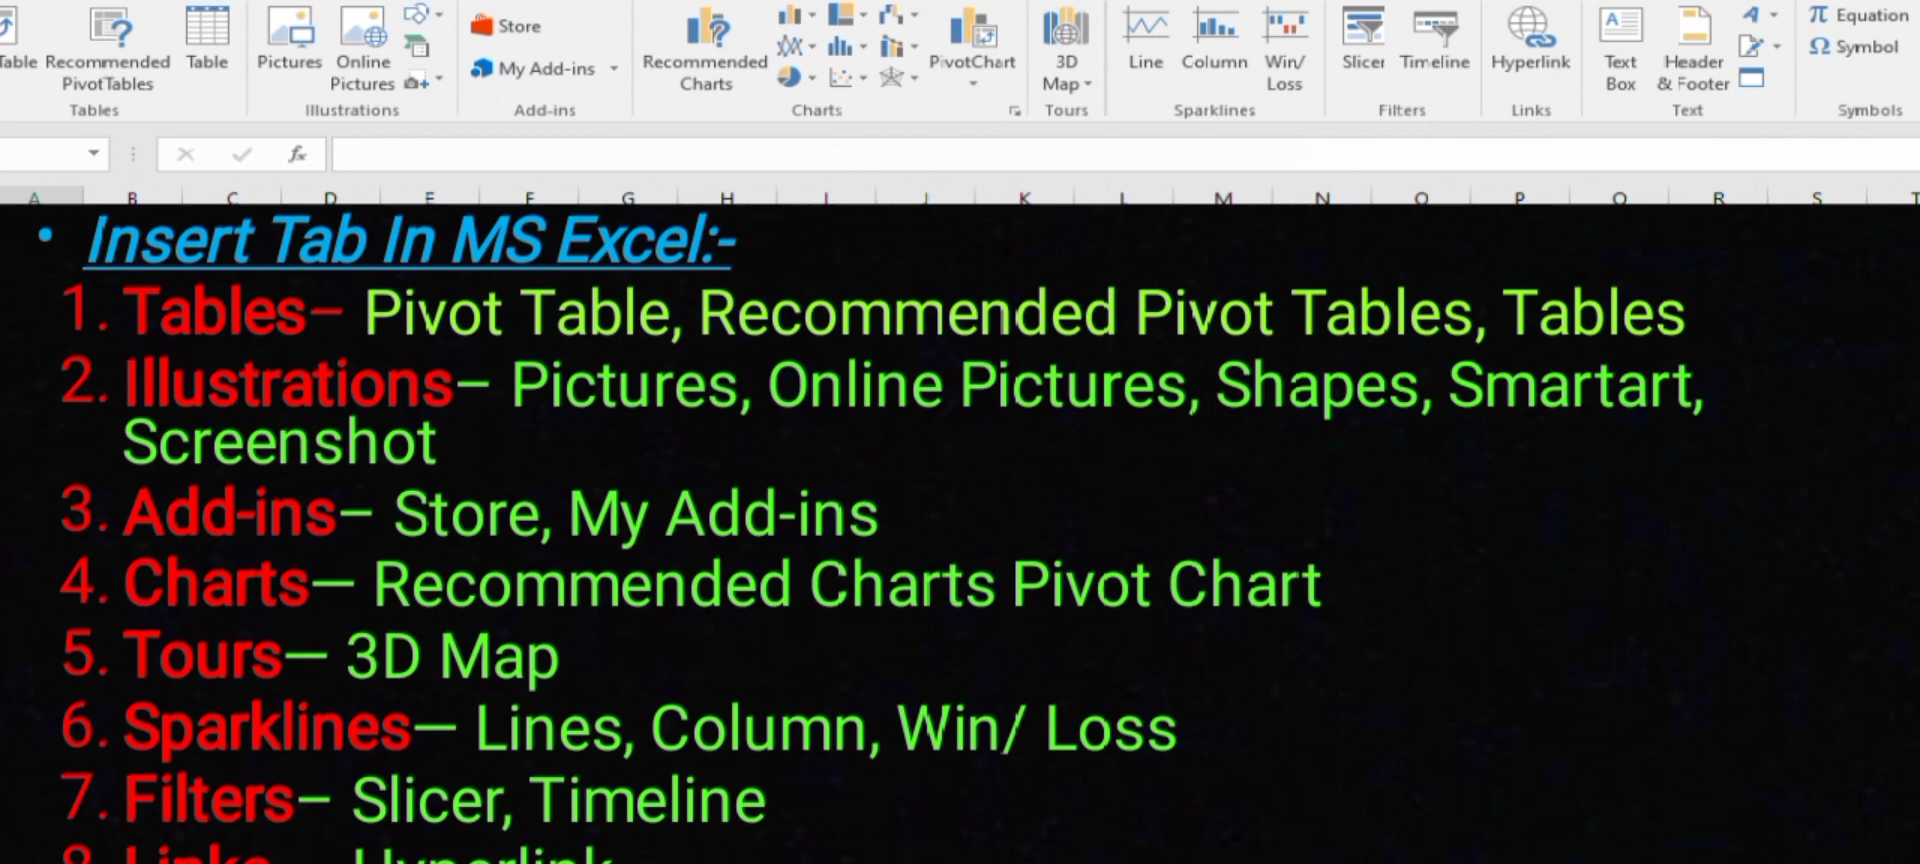 Table Recommended PivotTables Table
Tables
Pictures Online Pictures
Illustrations
Store
My Add-ins
Add-ins
Recommended Charts PivotChart
Charts
3D Map
Tours
Line Column Win/ Loss
Sparklines
Slicer Timeline
Filters
Hyperlink
Links
Text Box Header & Footer
Text
π Equation
Ω Symbol
Symbols
fx
A B C D E F G H I J K L M N O P Q R S T
• Insert Tab In MS Excel:-
1. Tables– Pivot Table, Recommended Pivot Tables, Tables
2. Illustrations– Pictures, Online Pictures, Shapes, Smartart,
Screenshot
3. Add-ins– Store, My Add-ins
4. Charts— Recommended Charts Pivot Chart
5. Tours— 3D Map
6. Sparklines— Lines, Column, Win/ Loss
7. Filters– Slicer, Timeline
8. Links— Hyperlink